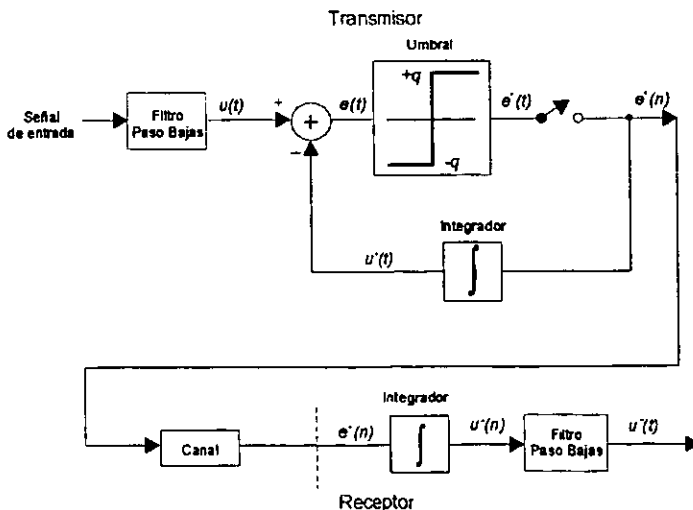 Transmisor
Umbral
+q
-q
Señal
de entrada
Filtro
Paso Bajas
u(t)
+
−
+
e(t)
e*(t)
e*(n)
Integrador
∫
u*(t)
Canal
e*(n)
Integrador
∫
u~(n)
Filtro
Paso Bajas
u~(t)
Receptor